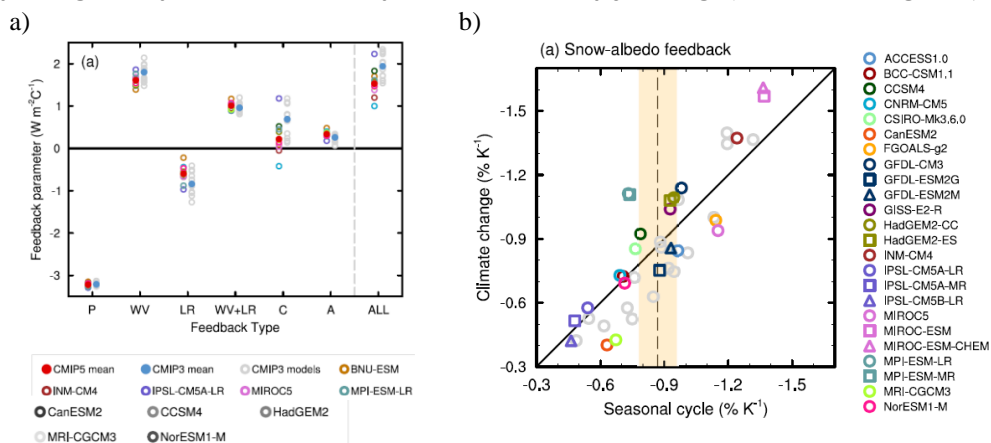 a)
b)
(a)
Feedback parameter (W m⁻²°C⁻¹)
2
1
0
-1
-2
-3
P WV LR WV+LR C A ALL
Feedback Type
CMIP5 mean CMIP3 mean CMIP3 models BNU-ESM
INM-CM4 IPSL-CM5A-LR MIROC5 MPI-ESM-LR
CanESM2 CCSM4 HadGEM2
MRI-CGCM3 NorESM1-M
(a) Snow-albedo feedback
Climate change (% K⁻¹)
-1.5
-1.2
-0.9
-0.6
-0.3
-0.3 -0.6 -0.9 -1.2 -1.5
Seasonal cycle (% K⁻¹)
ACCESS1.0
BCC-CSM1.1
CCSM4
CNRM-CM5
CSIRO-Mk3.6.0
CanESM2
FGOALS-g2
GFDL-CM3
GFDL-ESM2G
GFDL-ESM2M
GISS-E2-R
HadGEM2-CC
HadGEM2-ES
INM-CM4
IPSL-CM5A-LR
IPSL-CM5A-MR
IPSL-CM5B-LR
MIROC5
MIROC-ESM
MIROC-ESM-CHEM
MPI-ESM-LR
MPI-ESM-MR
MRI-CGCM3
NorESM1-M